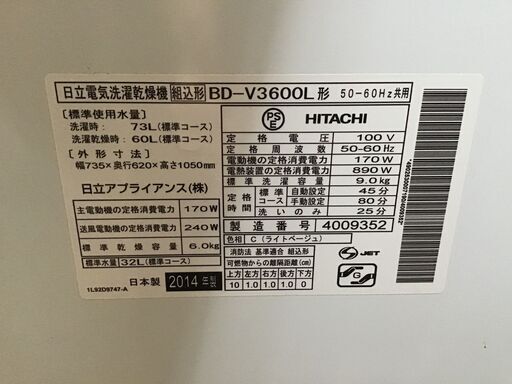 日立電気洗濯乾燥機 組込形 BD-V3600L形 50-60Hz共用
〔標準使用水量〕
洗濯時: 73L(標準コース)
洗濯乾燥時: 60L(標準コース)
〔外形寸法〕
幅735×奥行620×高さ1050mm
日立アプライアンス(株)
主電動機の定格消費電力 170W
送風電動機の定格消費電力 240W
標準乾燥容量 6.0kg
標準水量 32L(標準コース)
日本製 2014年製
1L92D9747-A
PSE HITACHI
定格電圧 100V
定格周波数 50-60Hz
電動機の定格消費電力 170W
電熱装置の定格消費電力 890W
標準洗濯容量 9.0kg
定格時間 標準コース 自動設定 45分
手動設定 80分
洗いのみ 25分
製造番号 4009352
色相 C(ライトベージュ)
消防法 基準適合 組込形
可燃物からの離隔距離(cm)
上方 左方 右方 前方 後方 下方
10 1.0 1.0 1.0 0
S JET